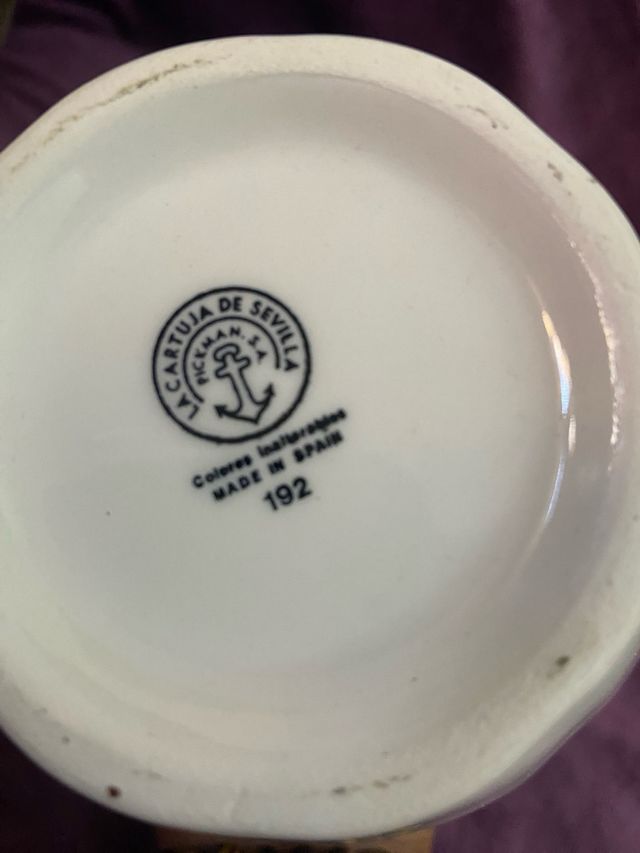 LA CARTUJA DE SEVILLA
PICKMAN, S.A
Colores inalterables
MADE IN SPAIN
192